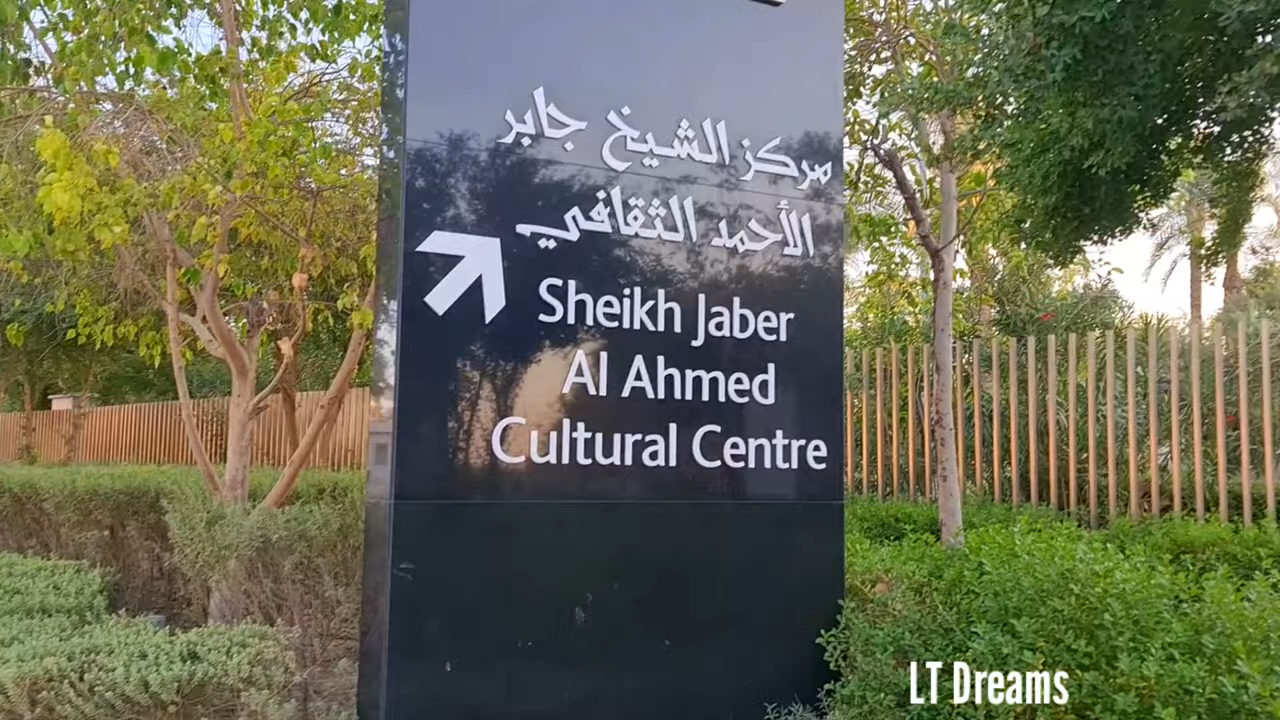 مركز الشيخ جابر
الأحمد الثقافي
Sheikh Jaber
Al Ahmed
Cultural Centre
LT Dreams